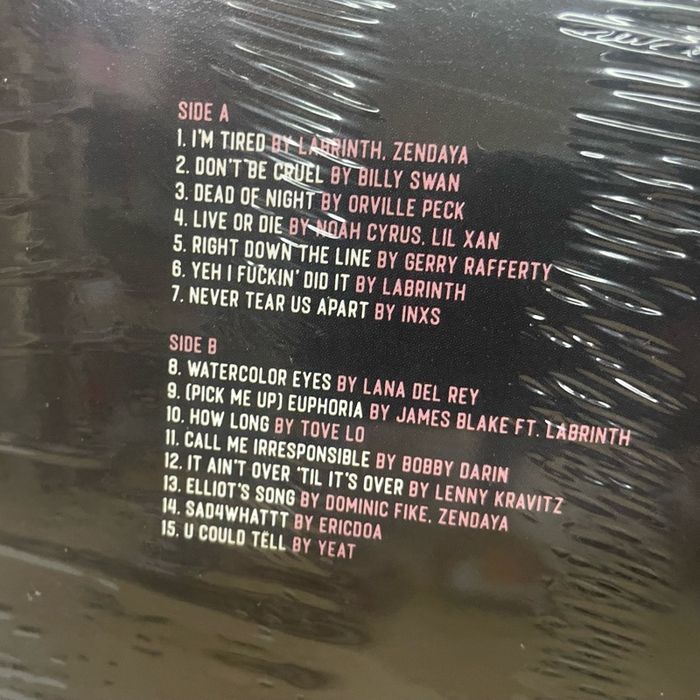 SIDE A
1. I'M TIRED BY LABRINTH, ZENDAYA
2. DON'T BE CRUEL BY BILLY SWAN
3. DEAD OF NIGHT BY ORVILLE PECK
4. LIVE OR DIE BY NOAH CYRUS, LIL XAN
5. RIGHT DOWN THE LINE BY GERRY RAFFERTY
6. YEH I FUCKIN' DID IT BY LABRINTH
7. NEVER TEAR US APART BY INXS
SIDE B
8. WATERCOLOR EYES BY LANA DEL REY
9. (PICK ME UP) EUPHORIA BY JAMES BLAKE FT. LABRINTH
10. HOW LONG BY TOVE LO
11. CALL ME IRRESPONSIBLE BY BOBBY DARIN
12. IT AIN'T OVER 'TIL IT'S OVER BY LENNY KRAVITZ
13. ELLIOT'S SONG BY DOMINIC FIKE, ZENDAYA
14. SAD4WHATTT BY ERICDOA
15. U COULD TELL BY YEAT